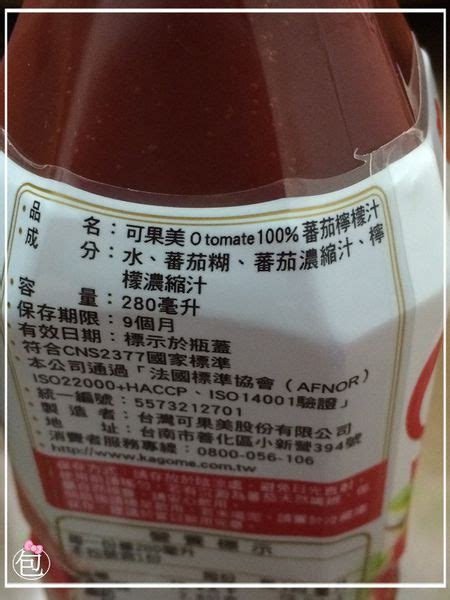 ·品名:可果美 O tomate 100% 蕃茄檸檬汁
·成分:水、蕃茄糊、蕃茄濃縮汁、檸
檬濃縮汁
·容量:280毫升
·保存期限:9個月
·有效日期:標示於瓶蓋
·符合CNS2377國家標準
·本公司通過「法國標準協會(AFNOR)
ISO22000+HACCP、ISO14001驗證」
·統一編號:5573212701
·製造者:台灣可果美股份有限公司
·地址:台南市善化區小新營394號
·消費者服務專線:0800-056-106
·http://www.kagome.com.tw
營養標示
包